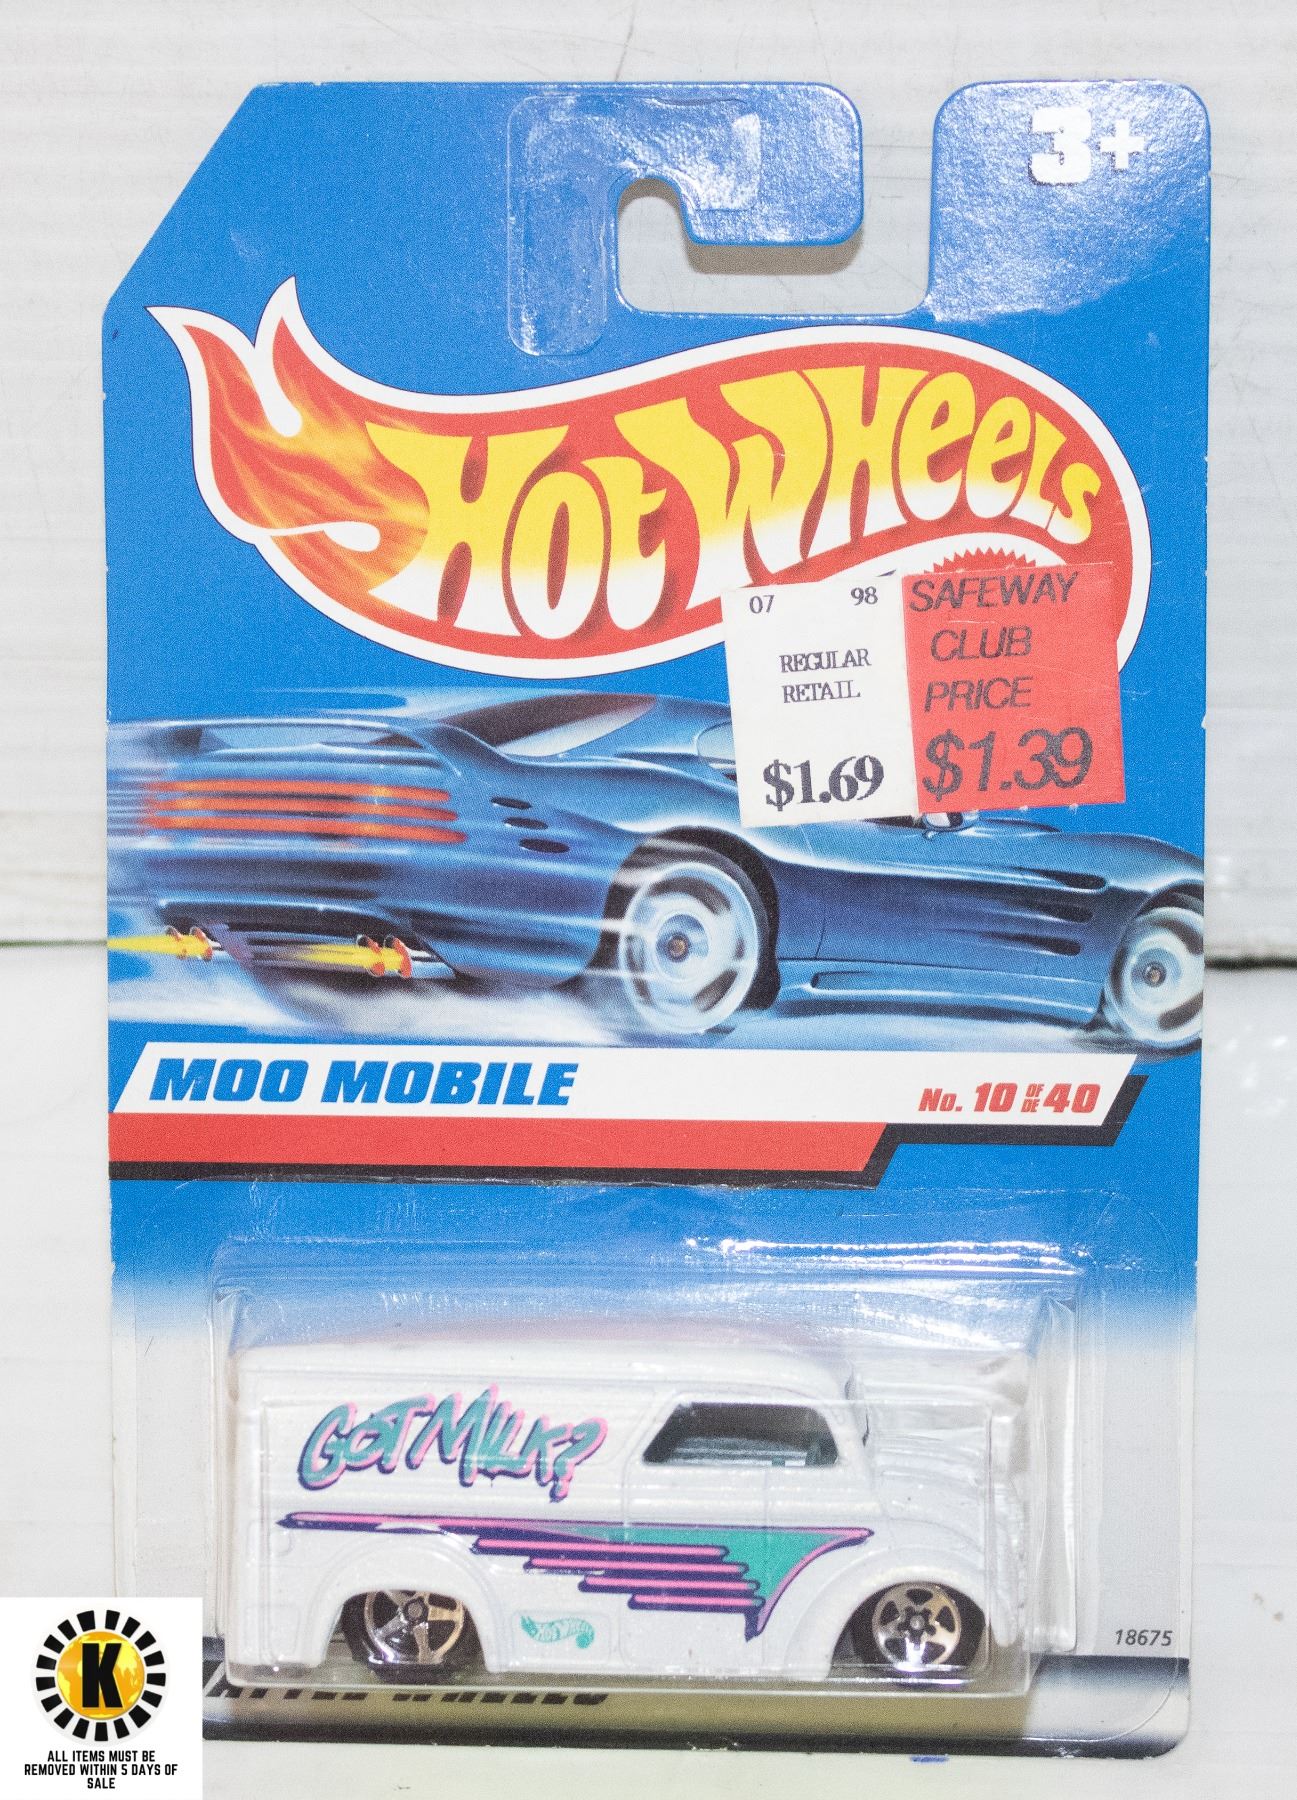 3+
HOT WHEELS
07 98
REGULAR
RETAIL
$1.69
SAFEWAY
CLUB
PRICE
$1.39
MOO MOBILE
No. 10 OF DE 40
GOT MILK?
HOT WHEELS
18675
WHEELS
K
ALL ITEMS MUST BE
REMOVED WITHIN 5 DAYS OF
SALE